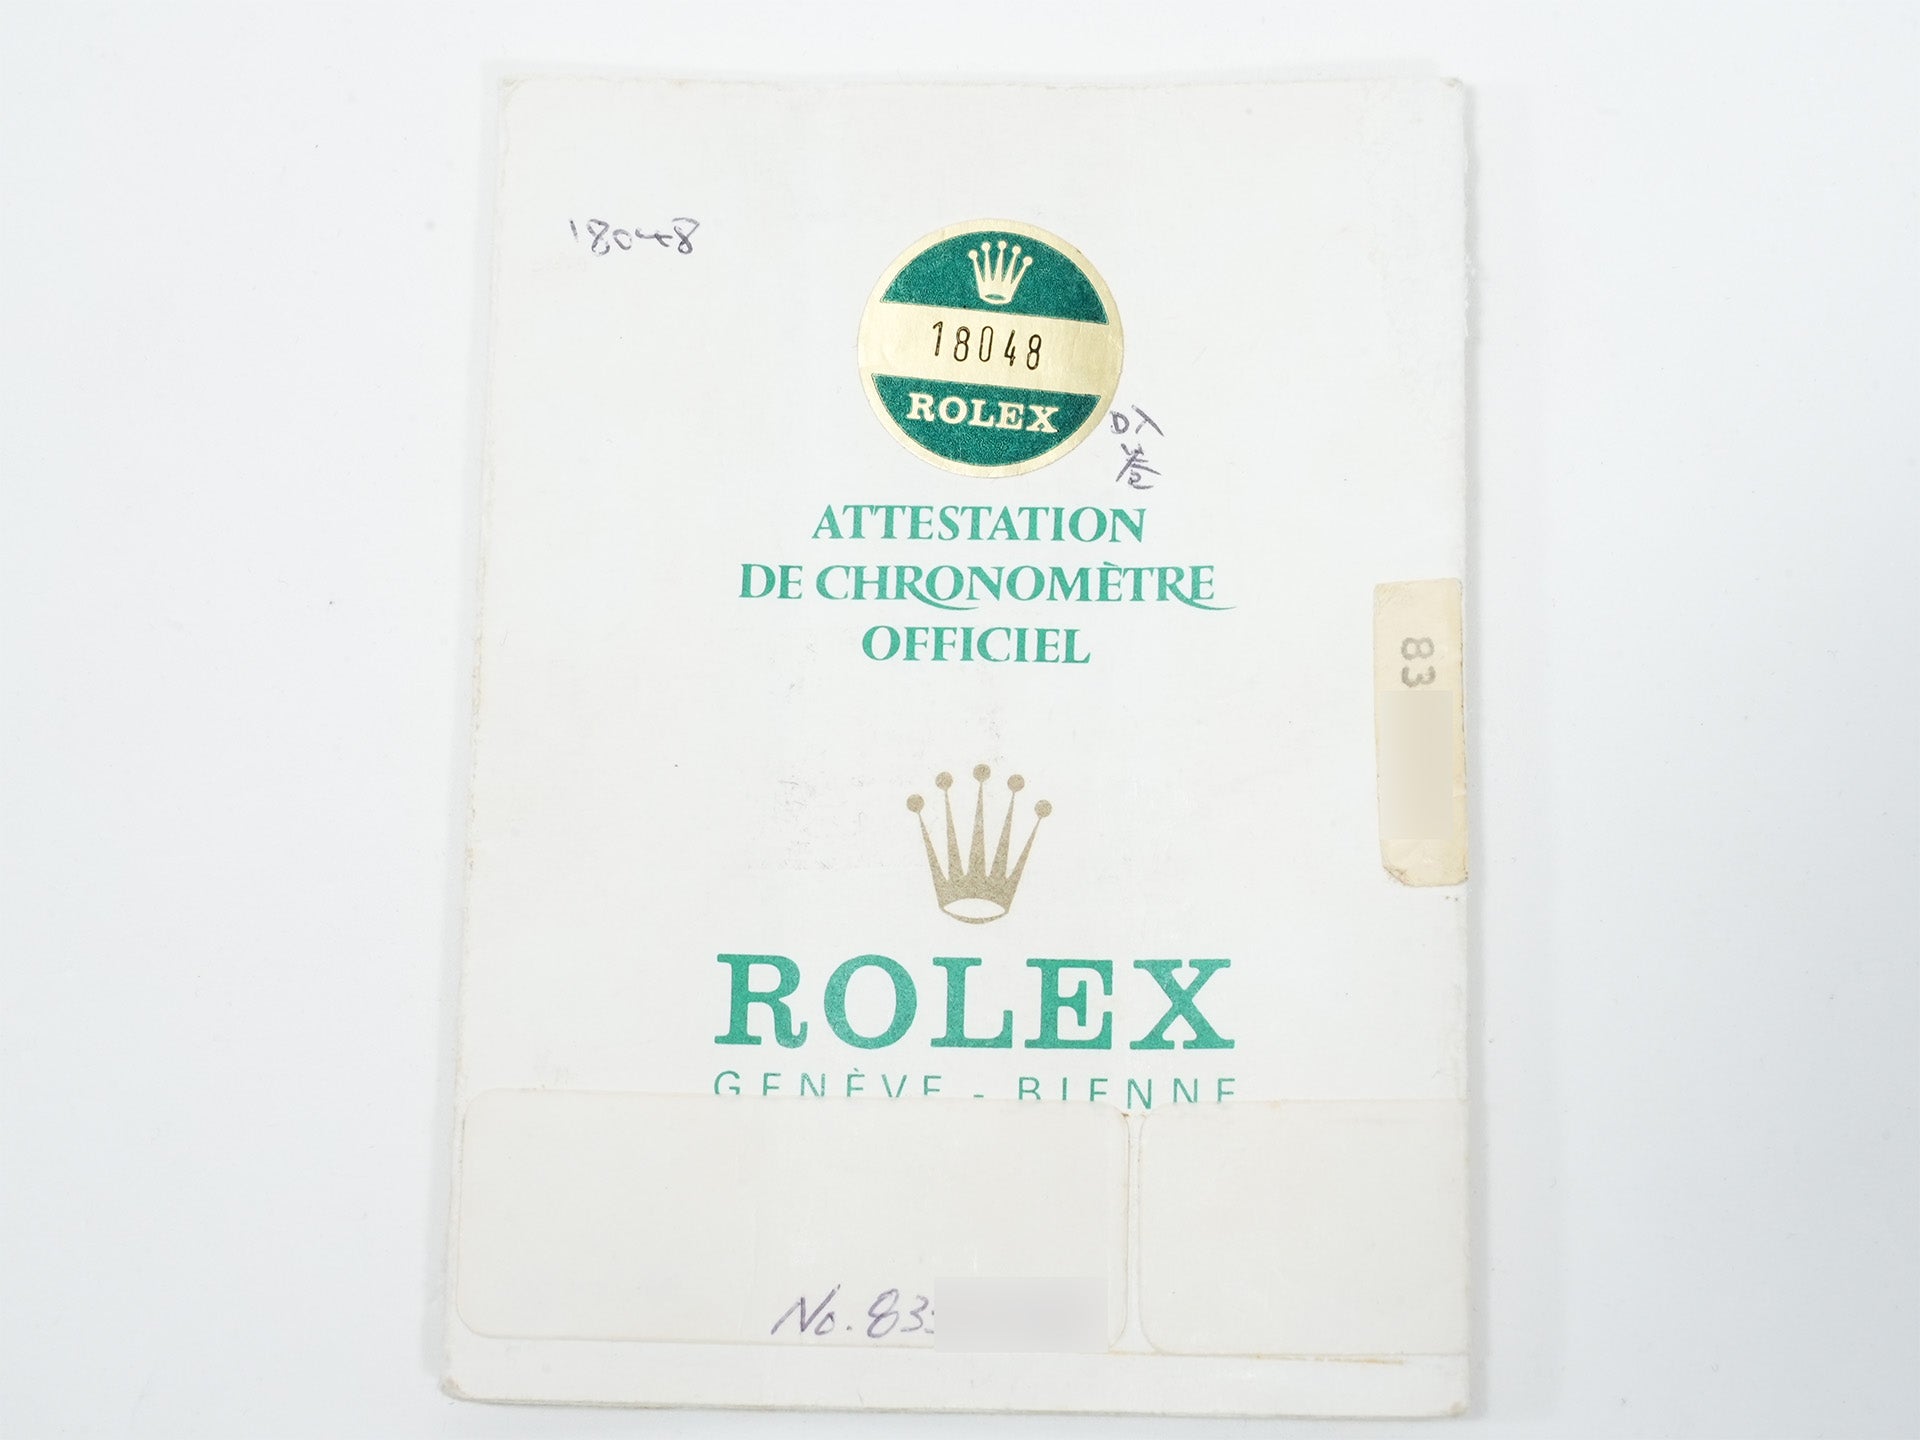 18048
18048
ROLEX
ATTESTATION
DE CHRONOMÈTRE
OFFICIEL
83
ROLEX
GENÈVE - BIENNE
No. 83